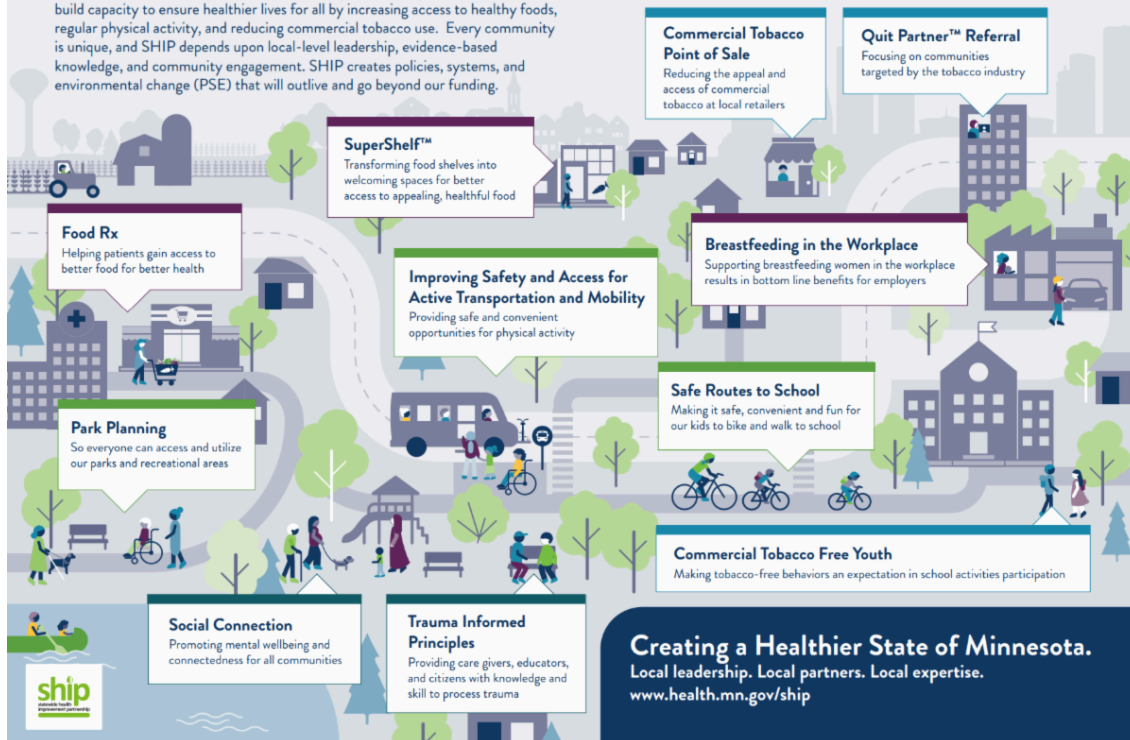 build capacity to ensure healthier lives for all by increasing access to healthy foods,
regular physical activity, and reducing commercial tobacco use. Every community
is unique, and SHIP depends upon local-level leadership, evidence-based
knowledge, and community engagement. SHIP creates policies, systems, and
environmental change (PSE) that will outlive and go beyond our funding.
Commercial Tobacco
Point of Sale
Reducing the appeal and
access of commercial
tobacco at local retailers
Quit Partner™ Referral
Focusing on communities
targeted by the tobacco industry
SuperShelf™
Transforming food shelves into
welcoming spaces for better
access to appealing, healthful food
Food Rx
Helping patients gain access to
better food for better health
Improving Safety and Access for
Active Transportation and Mobility
Providing safe and convenient
opportunities for physical activity
Breastfeeding in the Workplace
Supporting breastfeeding women in the workplace
results in bottom line benefits for employers
Park Planning
So everyone can access and utilize
our parks and recreational areas
Safe Routes to School
Making it safe, convenient and fun for
our kids to bike and walk to school
Commercial Tobacco Free Youth
Making tobacco-free behaviors an expectation in school activities participation
Social Connection
Promoting mental wellbeing and
connectedness for all communities
Trauma Informed
Principles
Providing care givers, educators,
and citizens with knowledge and
skill to process trauma
Creating a Healthier State of Minnesota.
Local leadership. Local partners. Local expertise.
www.health.mn.gov/ship
ship
statewide health
improvement partnership